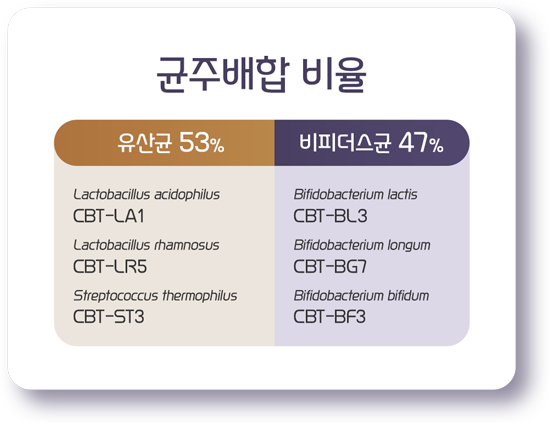 균주배합 비율
유산균 53%
Lactobacillus acidophilus
CBT-LA1
Lactobacillus rhamnosus
CBT-LR5
Streptococcus thermophilus
CBT-ST3
비피더스균 47%
Bifidobacterium lactis
CBT-BL3
Bifidobacterium longum
CBT-BG7
Bifidobacterium bifidum
CBT-BF3